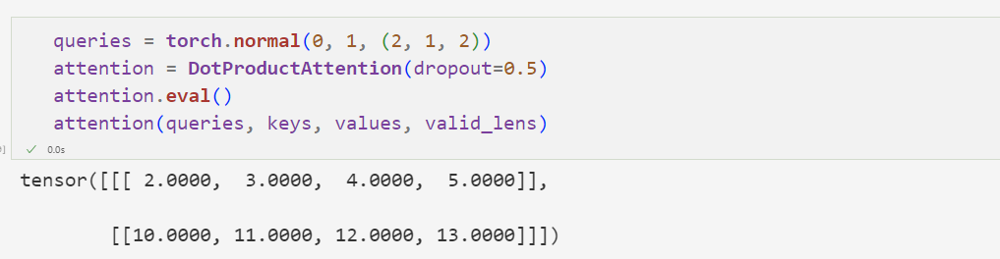 queries = torch.normal(0, 1, (2, 1, 2))
attention = DotProductAttention(dropout=0.5)
attention.eval()
attention(queries, keys, values, valid_lens)
✓ 0.0s
tensor([[[ 2.0000,  3.0000,  4.0000,  5.0000]],
[[10.0000, 11.0000, 12.0000, 13.0000]]])